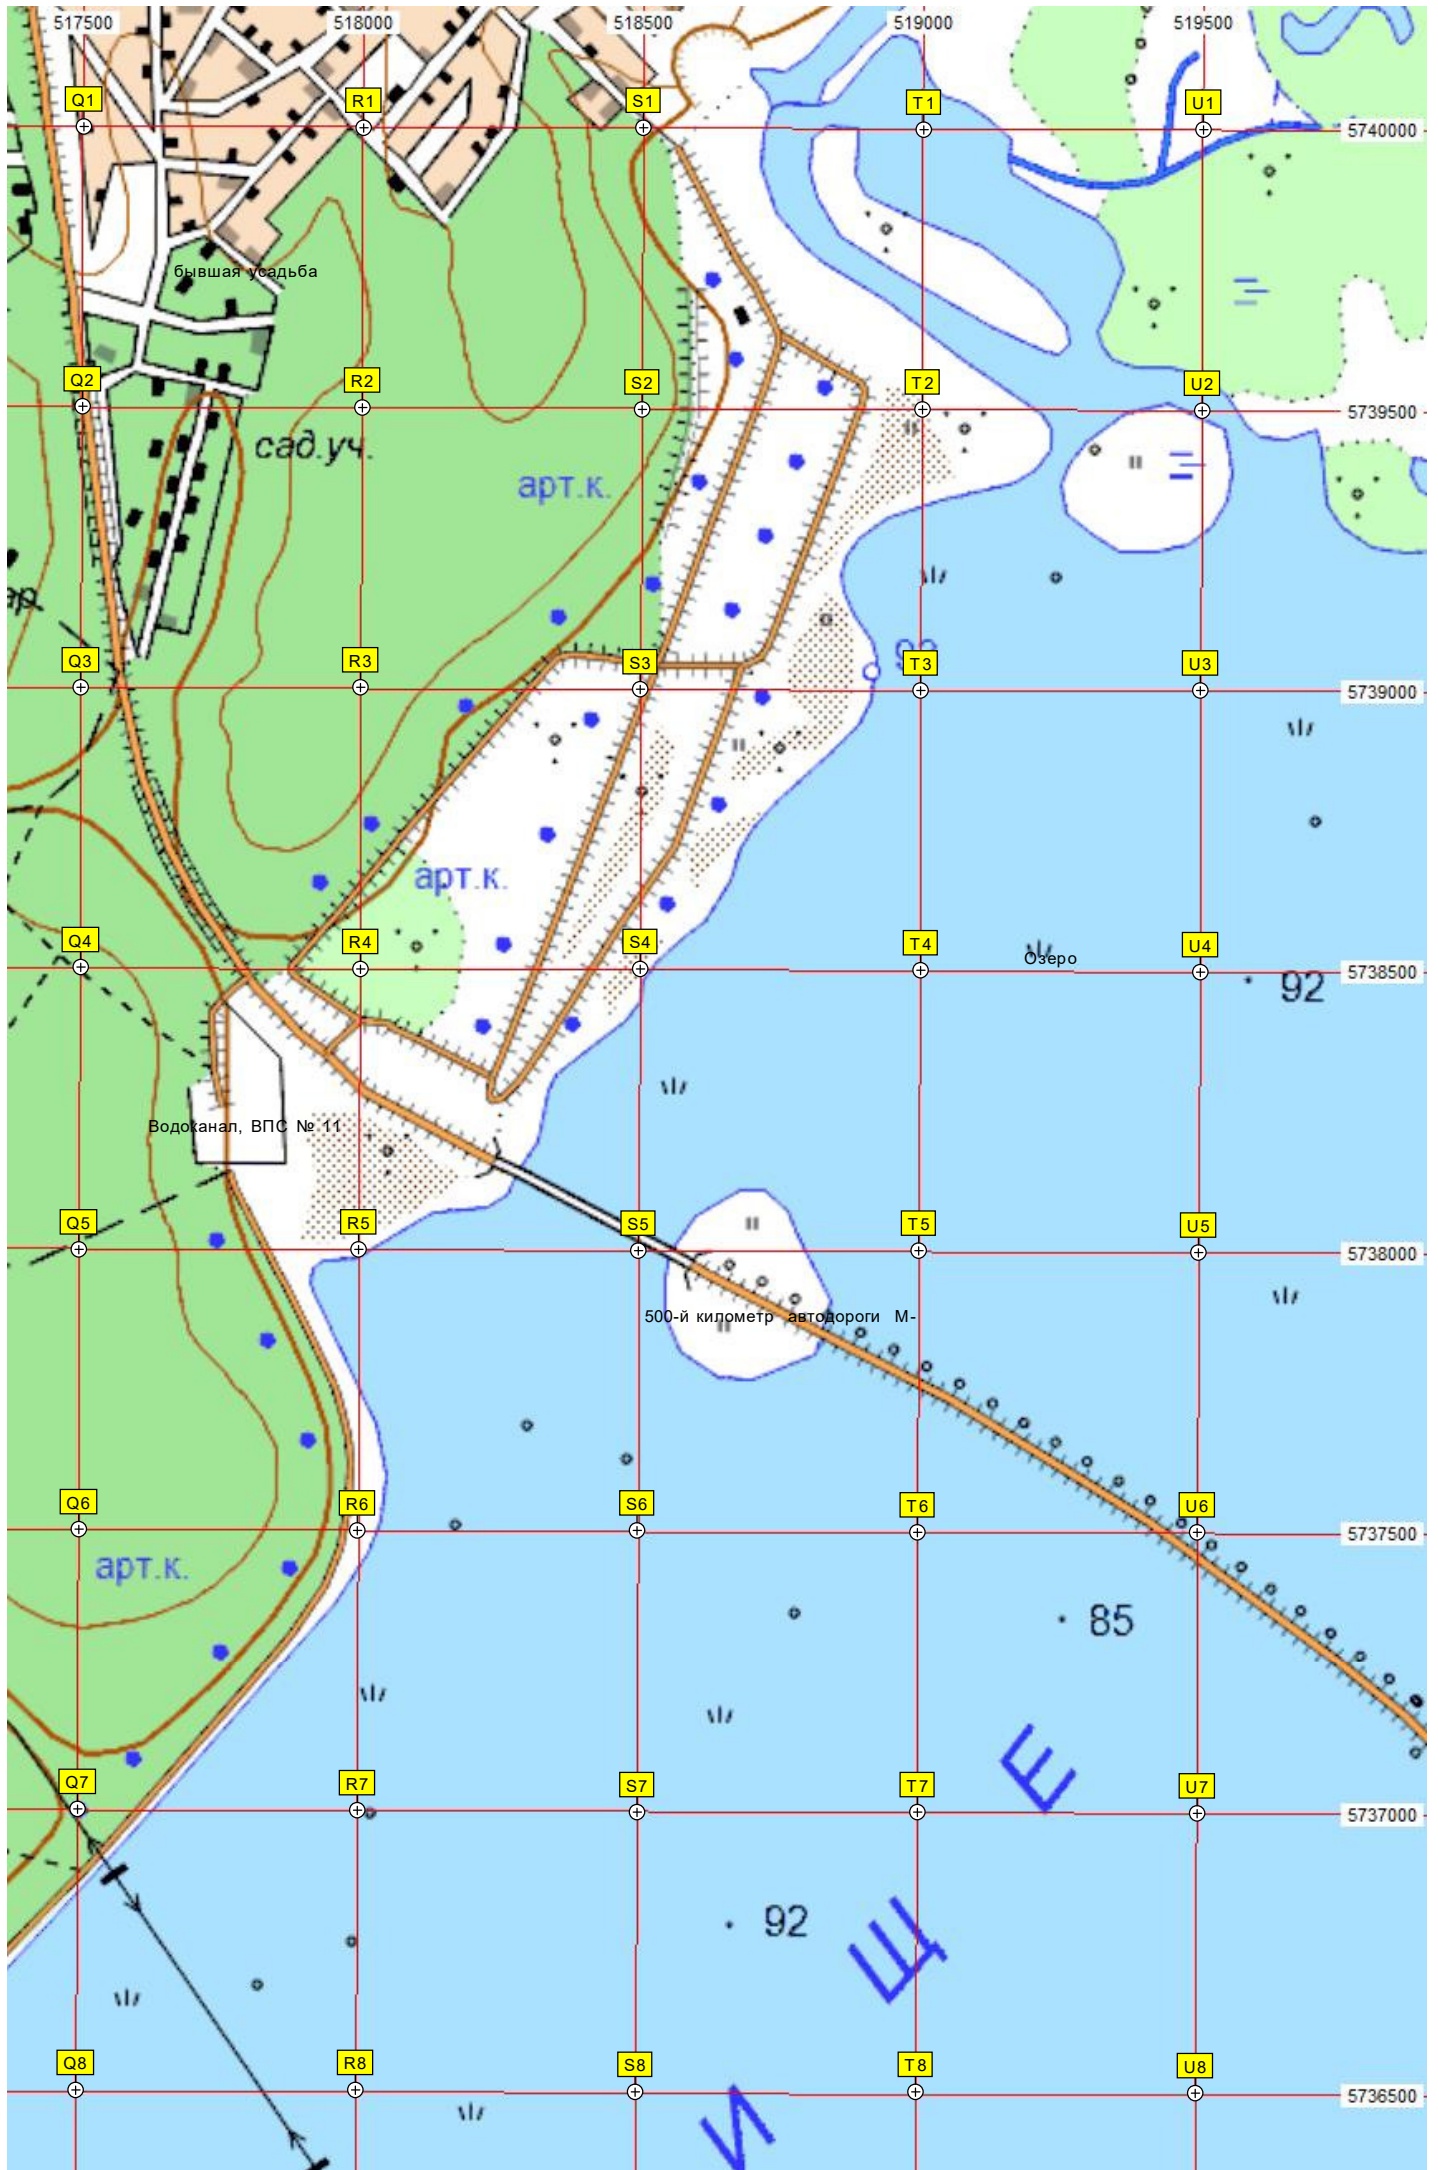 517500 518000 518500 519000 519500
Q1 R1 S1 T1 U1
5740000
бывшая усадьба
Q2 R2 S2 T2 U2
5739500
сад.уч.
арт.к.
Q3 R3 S3 T3 U3
5739000
арт.к.
Q4 R4 S4 T4 U4
5738500
Озеро
92
Водоканал, ВПС № 11
Q5 R5 S5 T5 U5
5738000
500-й километр автодороги М-
Q6 R6 S6 T6 U6
5737500
арт.к.
85
Q7 R7 S7 T7 U7
5737000
Е
Щ
92
Q8 R8 S8 T8 U8
5736500
И